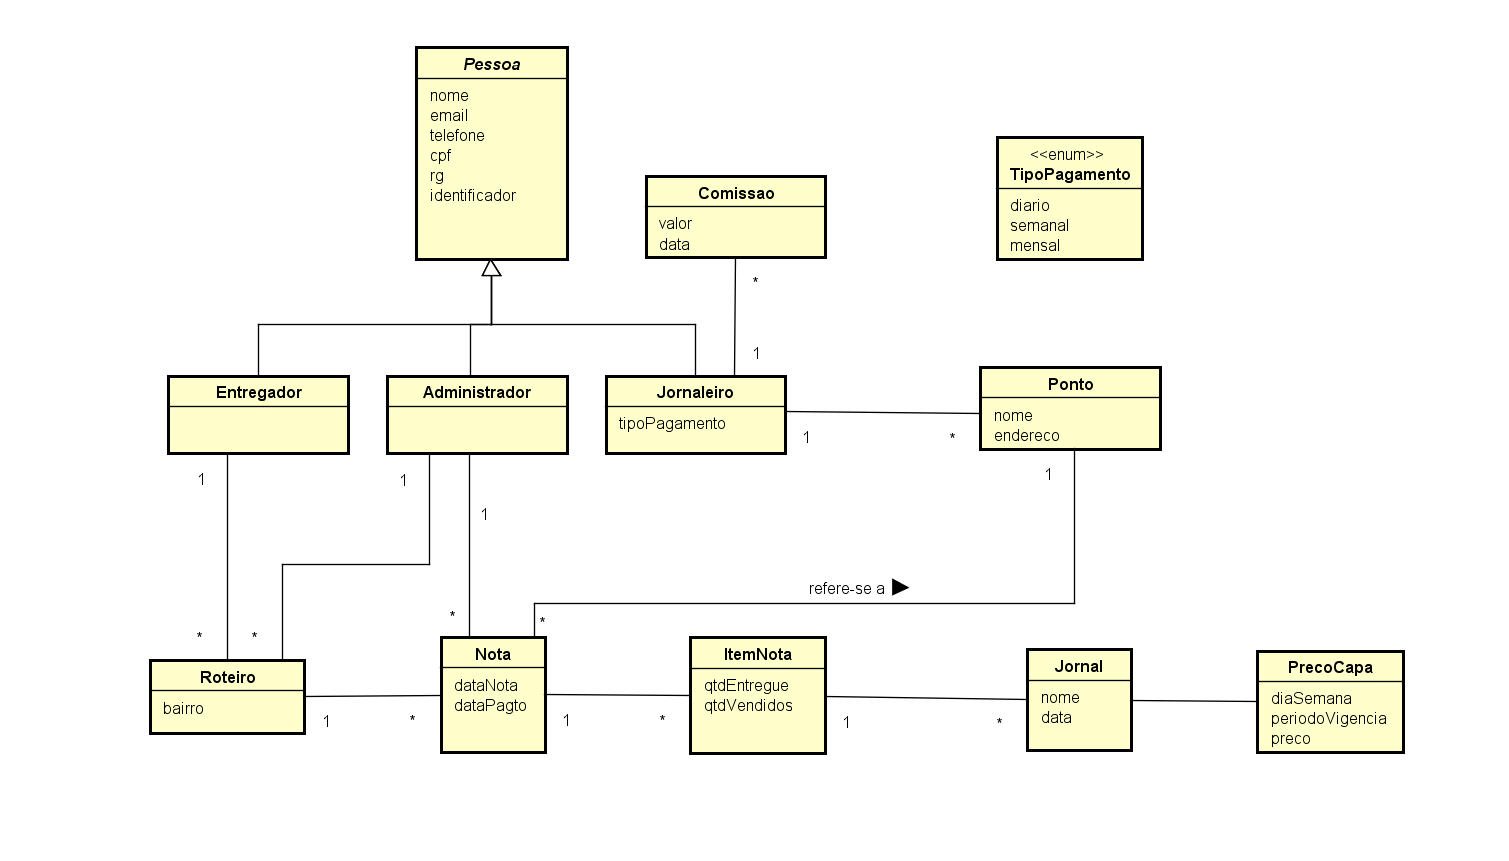 Pessoa
nome
email
telefone
cpf
rg
identificador
Comissao
valor
data
<<enum>>
TipoPagamento
diario
semanal
mensal
*
1
Entregador
Administrador
Jornaleiro
tipoPagamento
Ponto
nome
endereco
1
*
1
1
1
1
refere-se a
*
*
*
*
Roteiro
bairro
Nota
dataNota
dataPagto
ItemNota
qtdEntregue
qtdVendidos
Jornal
nome
data
PrecoCapa
diaSemana
periodoVigencia
preco
1
*
1
*
1
*